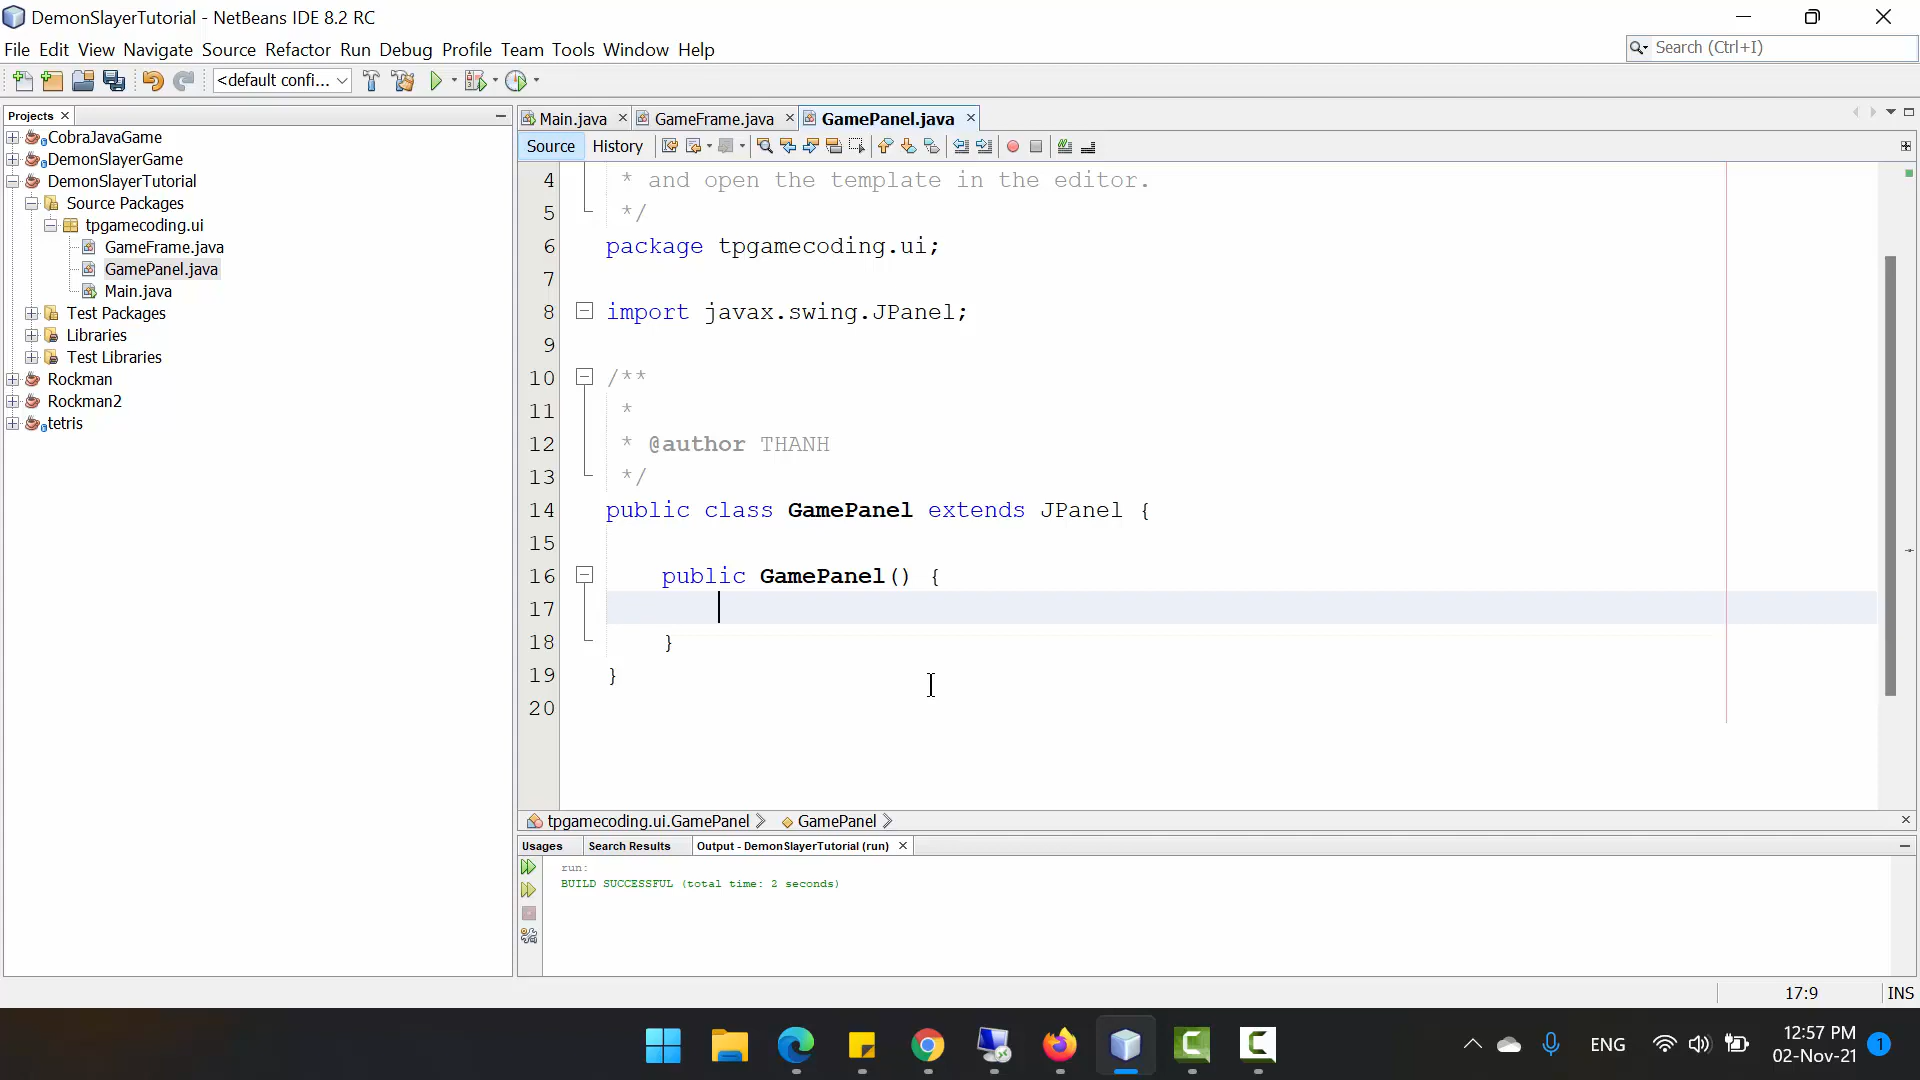 DemonSlayerTutorial - NetBeans IDE 8.2 RC
File Edit View Navigate Source Refactor Run Debug Profile Team Tools Window Help
Search (Ctrl+I)
<default confi...
Projects
CobraJavaGame
DemonSlayerGame
DemonSlayerTutorial
Source Packages
tpgamecoding.ui
GameFrame.java
GamePanel.java
Main.java
Test Packages
Libraries
Test Libraries
Rockman
Rockman2
tetris
Main.java GameFrame.java GamePanel.java
Source History
4 * and open the template in the editor.
5 */
6 package tpgamecoding.ui;
7
8 import javax.swing.JPanel;
9
10 /**
11 *
12 * @author THANH
13 */
14 public class GamePanel extends JPanel {
15
16 public GamePanel() {
17
18 }
19 }
20
tpgamecoding.ui.GamePanel GamePanel
Usages Search Results Output - DemonSlayerTutorial (run)
run:
BUILD SUCCESSFUL (total time: 2 seconds)
17:9 INS
ENG
12:57 PM
02-Nov-21
1